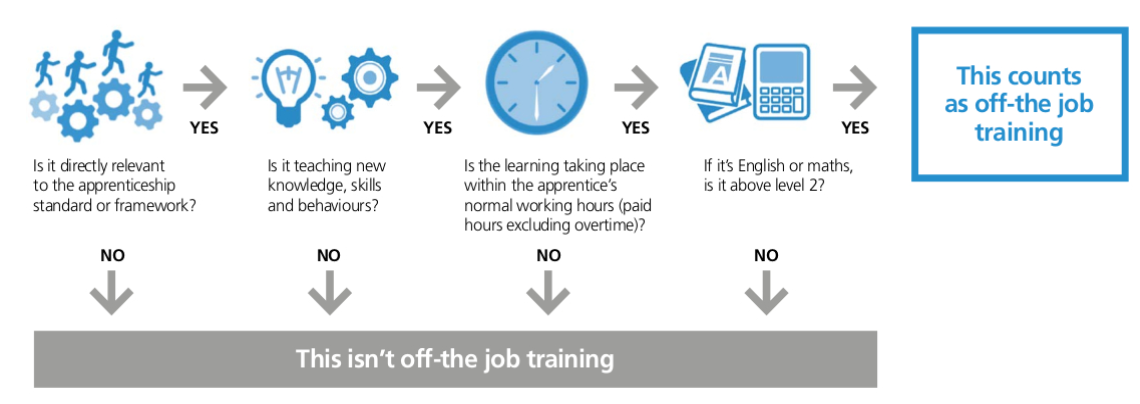 Is it directly relevant
to the apprenticeship
standard or framework?
YES
Is it teaching new
knowledge, skills
and behaviours?
YES
Is the learning taking place
within the apprentice's
normal working hours (paid
hours excluding overtime)?
YES
A
If it's English or maths,
is it above level 2?
YES
This counts
as off-the job
training
NO
NO
NO
NO
This isn't off-the job training